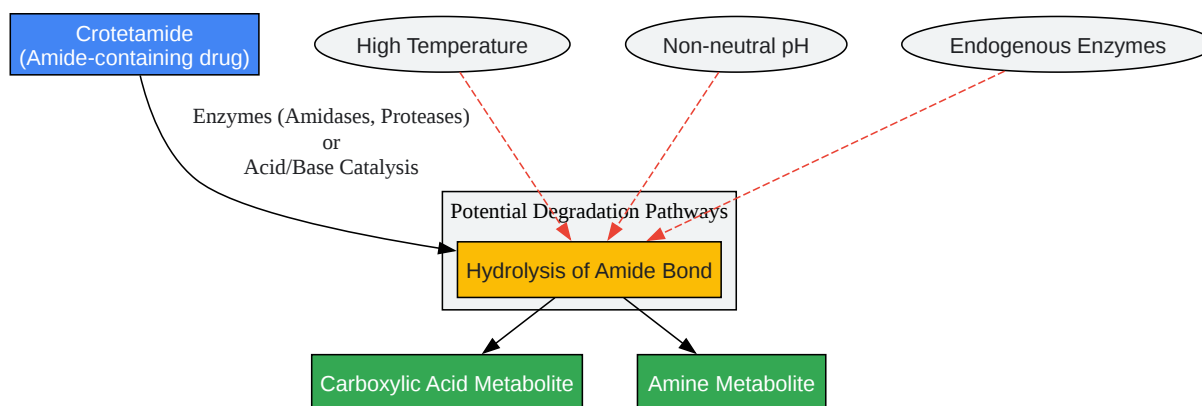 Crotetamide
(Amide-containing drug)
High Temperature
Non-neutral pH
Endogenous Enzymes
Enzymes (Amidases, Proteases)
or
Acid/Base Catalysis
Potential Degradation Pathways
Hydrolysis of Amide Bond
Carboxylic Acid Metabolite
Amine Metabolite